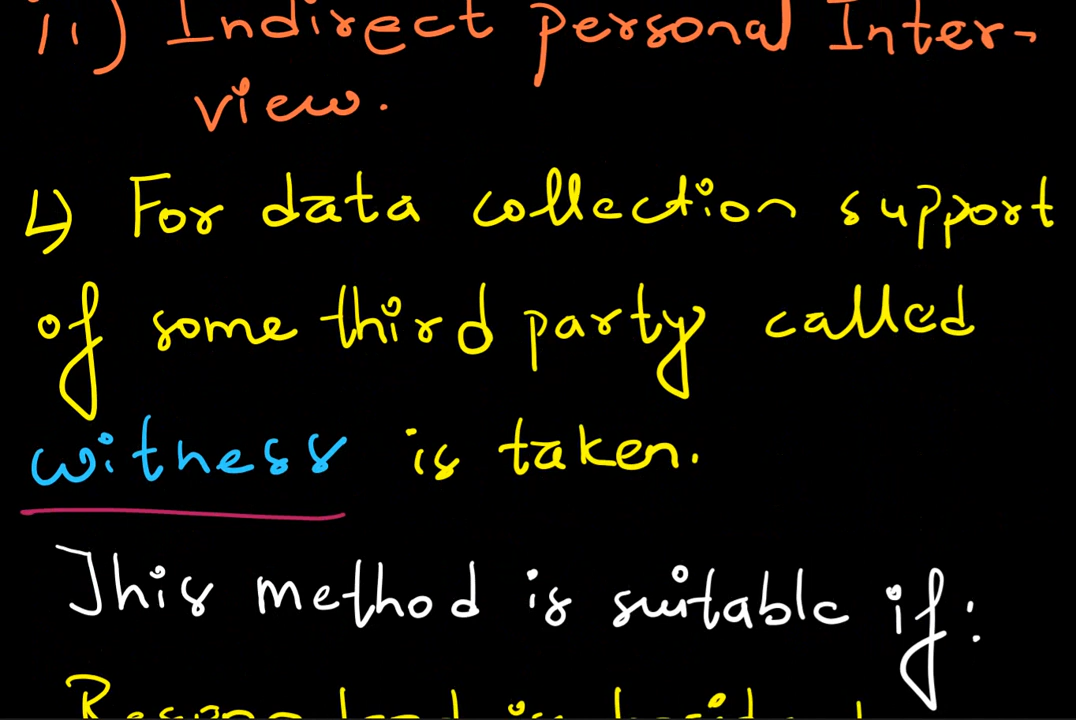 ii) Indirect personal Inter-
view.
↳ For data collection support
of some third party called
witness is taken.
This method is suitable if: